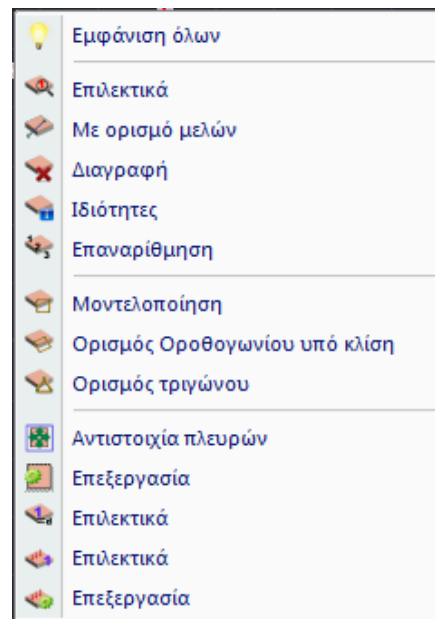 Εμφάνιση όλων
Επιλεκτικά
Με ορισμό μελών
Διαγραφή
Ιδιότητες
Επαναρίθμηση
Μοντελοποίηση
Ορισμός Οροθογωνίου υπό κλίση
Ορισμός τριγώνου
Αντιστοιχία πλευρών
Επεξεργασία
Επιλεκτικά
Επιλεκτικά
Επεξεργασία